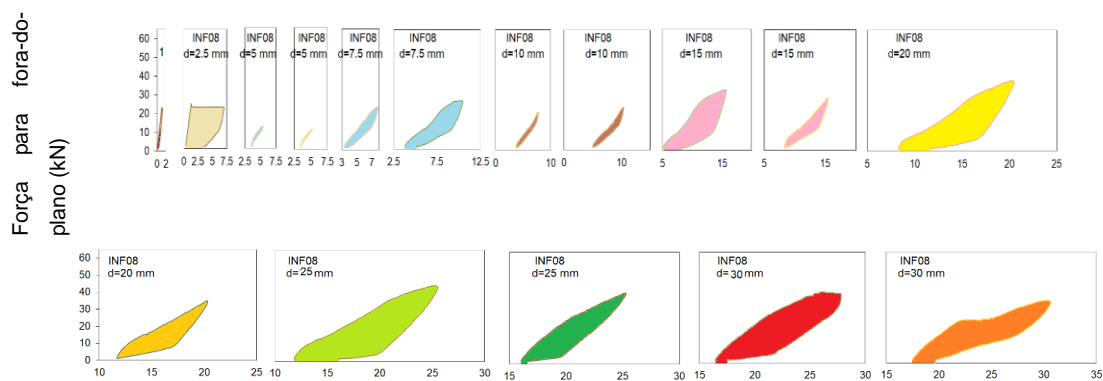 Força para fora-do-
plano (kN)
60
50
40
30
20
10
0
1
INF08
d=2.5 mm
INF08
d=5 mm
INF08
d=5 mm
INF08
d=7.5 mm
INF08
d=7.5 mm
INF08
d=10 mm
INF08
d=10 mm
INF08
d=15 mm
INF08
d=15 mm
INF08
d=20 mm
0 2
0 2.5 5 7.5
2.5 5 7.5
2.5 5 7.5
3 5 7
2.5 7.5 12.5
0 10
0 10
5 15
5 15
5 10 15 20 25
60
50
40
30
20
10
0
INF08
d=20 mm
INF08
d=25 mm
INF08
d=25 mm
INF08
d=30 mm
INF08
d=30 mm
10 15 20 25
10 15 20 25 30
15 20 25 30
15 20 25 30
15 20 25 30 35